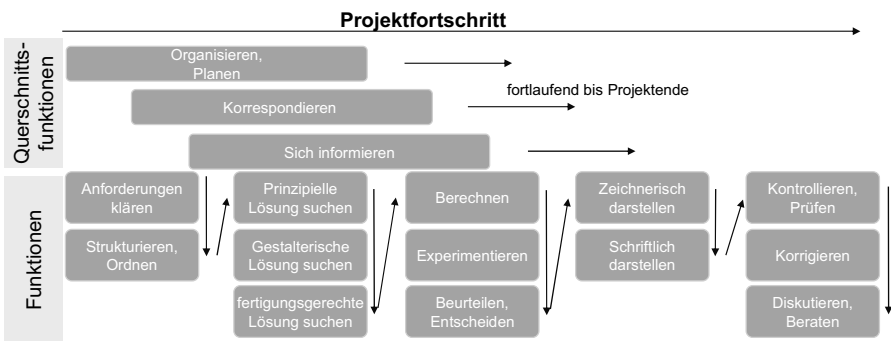 Projektfortschritt
Querschnitts-
funktionen
Organisieren,
Planen
Korrespondieren
fortlaufend bis Projektende
Sich informieren
Funktionen
Anforderungen
klären
Strukturieren,
Ordnen
Prinzipielle
Lösung suchen
Gestalterische
Lösung suchen
fertigungsgerechte
Lösung suchen
Berechnen
Experimentieren
Beurteilen,
Entscheiden
Zeichnerisch
darstellen
Schriftlich
darstellen
Kontrollieren,
Prüfen
Korrigieren
Diskutieren,
Beraten